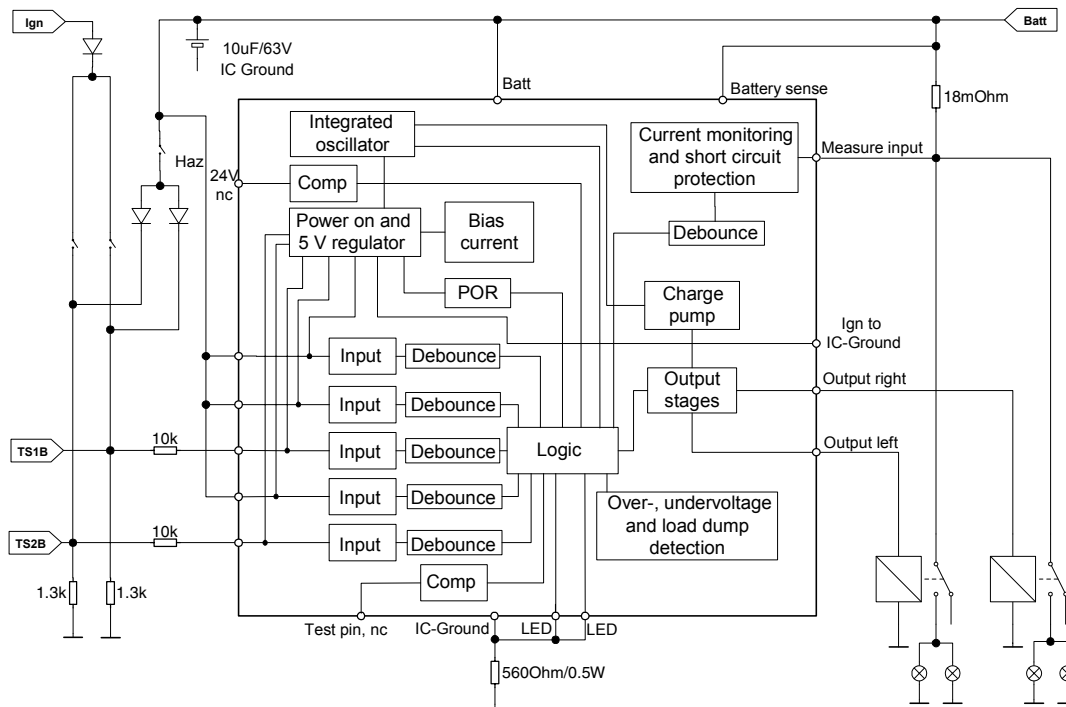 Ign
Batt
10uF/63V
IC Ground
Batt
Battery sense
18mOhm
Integrated
oscillator
Current monitoring
and short circuit
protection
Measure input
Haz
24V
nc
Comp
Power on and
5 V regulator
Bias
current
Debounce
POR
Charge
pump
Ign to
IC-Ground
Input
Debounce
Output
stages
Output right
Input
Debounce
TS1B
10k
Input
Debounce
Logic
Output left
Input
Debounce
Over-, undervoltage
and load dump
detection
TS2B
10k
Input
Debounce
1.3k
1.3k
Comp
Test pin, nc
IC-Ground
LED
LED
560Ohm/0.5W